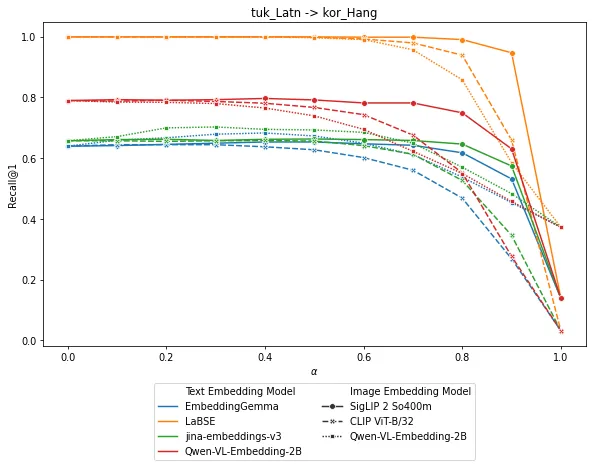 tuk_Latn -> kor_Hang
Recall@1
1.0
0.8
0.6
0.4
0.2
0.0
0.0 0.2 0.4 0.6 0.8 1.0
α
Text Embedding Model
EmbeddingGemma
LaBSE
jina-embeddings-v3
Qwen-VL-Embedding-2B
Image Embedding Model
SigLIP 2 So400m
CLIP ViT-B/32
Qwen-VL-Embedding-2B